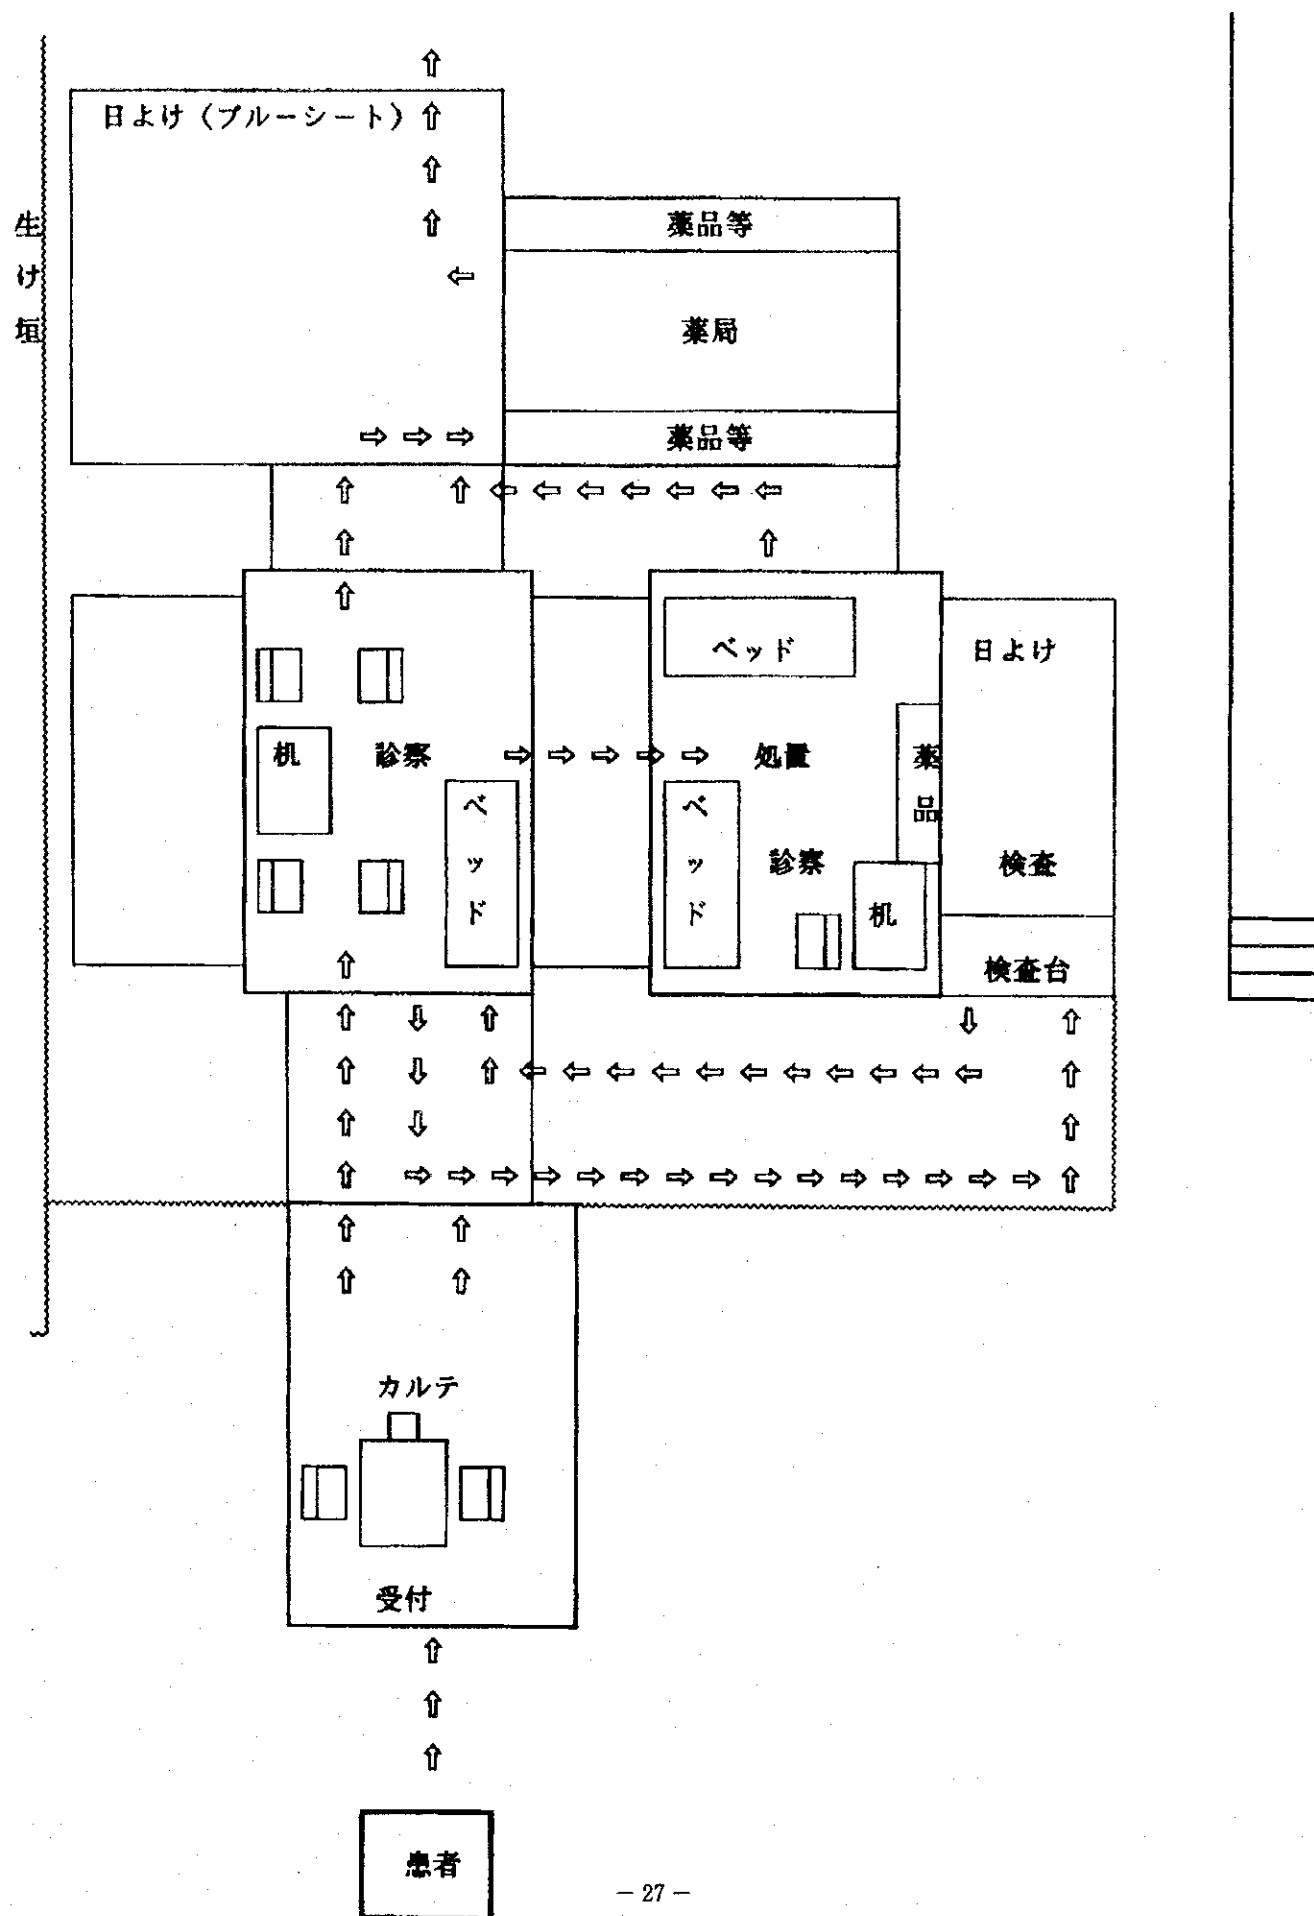 日よけ（ブルーシート）
生け垣
薬品等
薬局
薬品等
ベッド
日よけ
机
診察
処置
薬品
ベッド
ベッド
診察
机
検査
検査台
カルテ
受付
患者
－27－